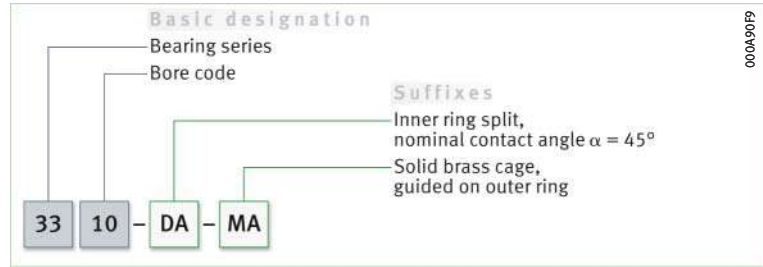 Basic designation
Bearing series
Bore code
Suffixes
Inner ring split,
nominal contact angle α = 45°
Solid brass cage,
guided on outer ring
33 10 – DA – MA
000A90F9